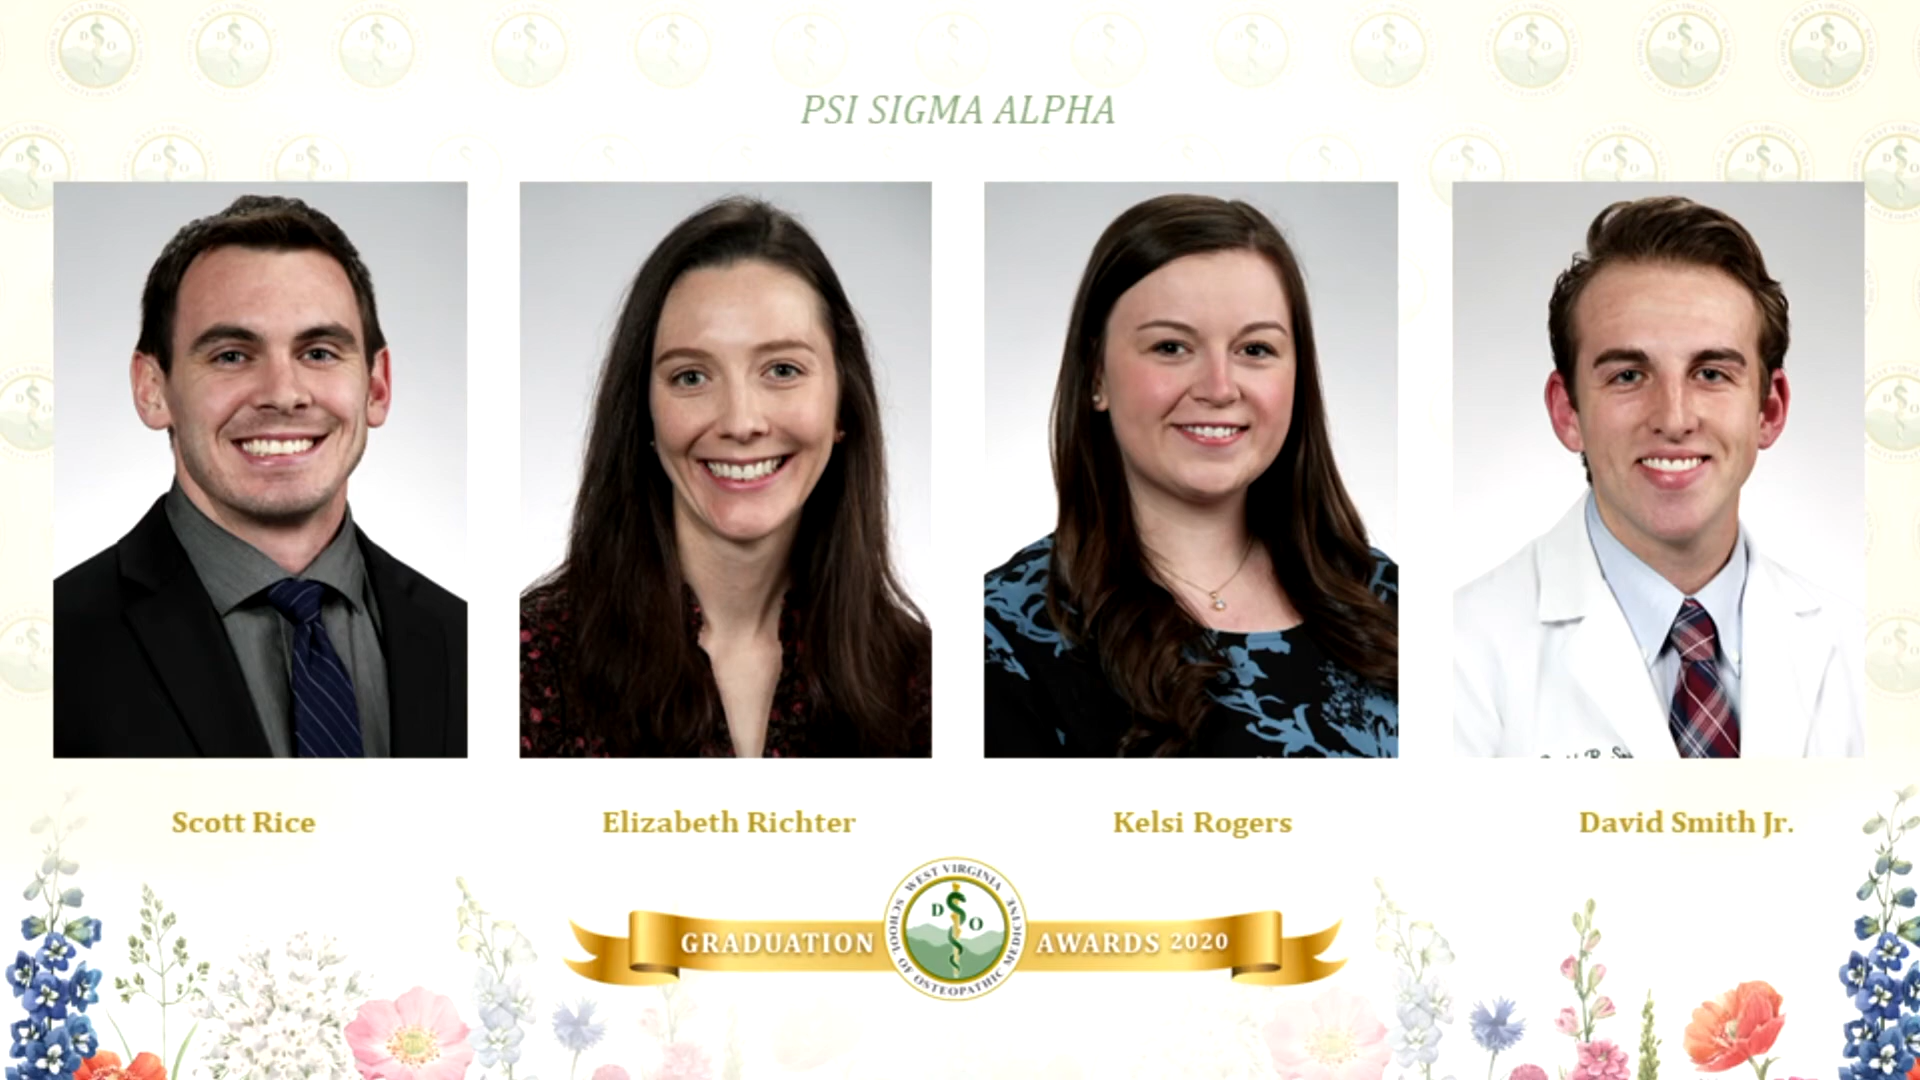 PSI SIGMA ALPHA
Scott Rice
Elizabeth Richter
Kelsi Rogers
David Smith Jr.
GRADUATION
WEST VIRGINIA SCHOOL OF OSTEOPATHIC MEDICINE
D O
AWARDS 2020